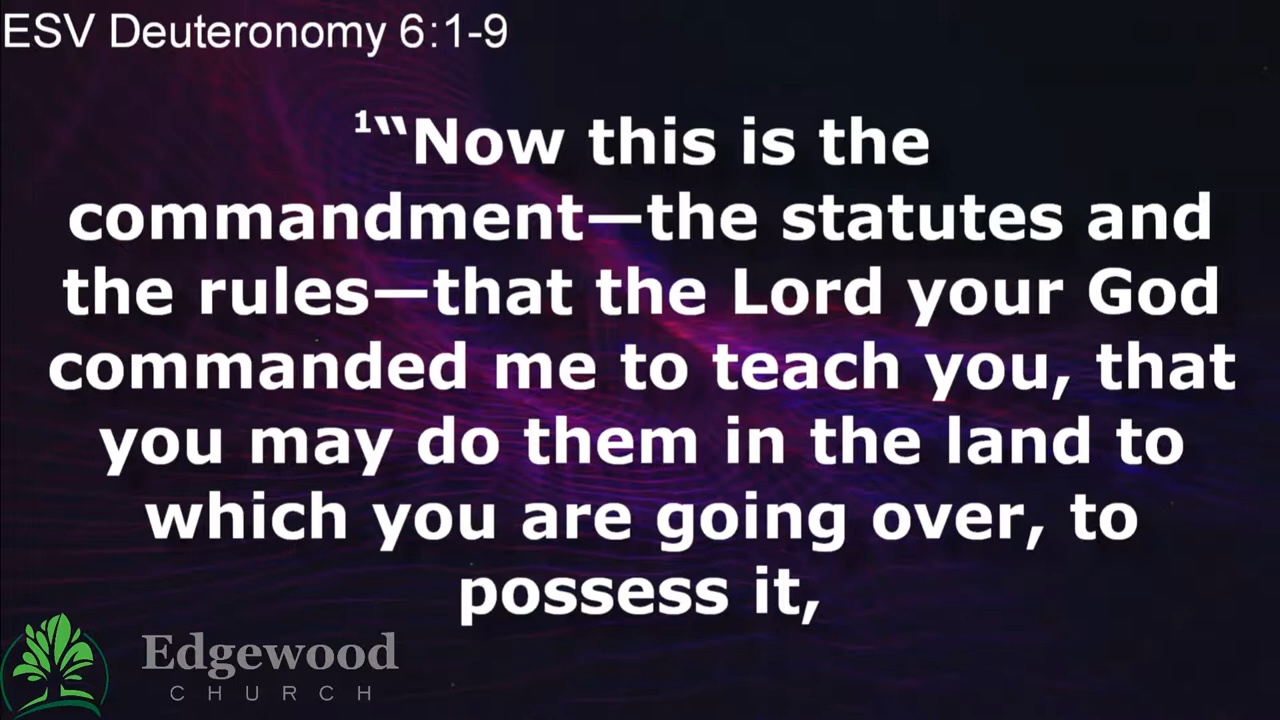 ESV Deuteronomy 6:1-9
¹“Now this is the
commandment—the statutes and
the rules—that the Lord your God
commanded me to teach you, that
you may do them in the land to
which you are going over, to
possess it,
Edgewood
CHURCH